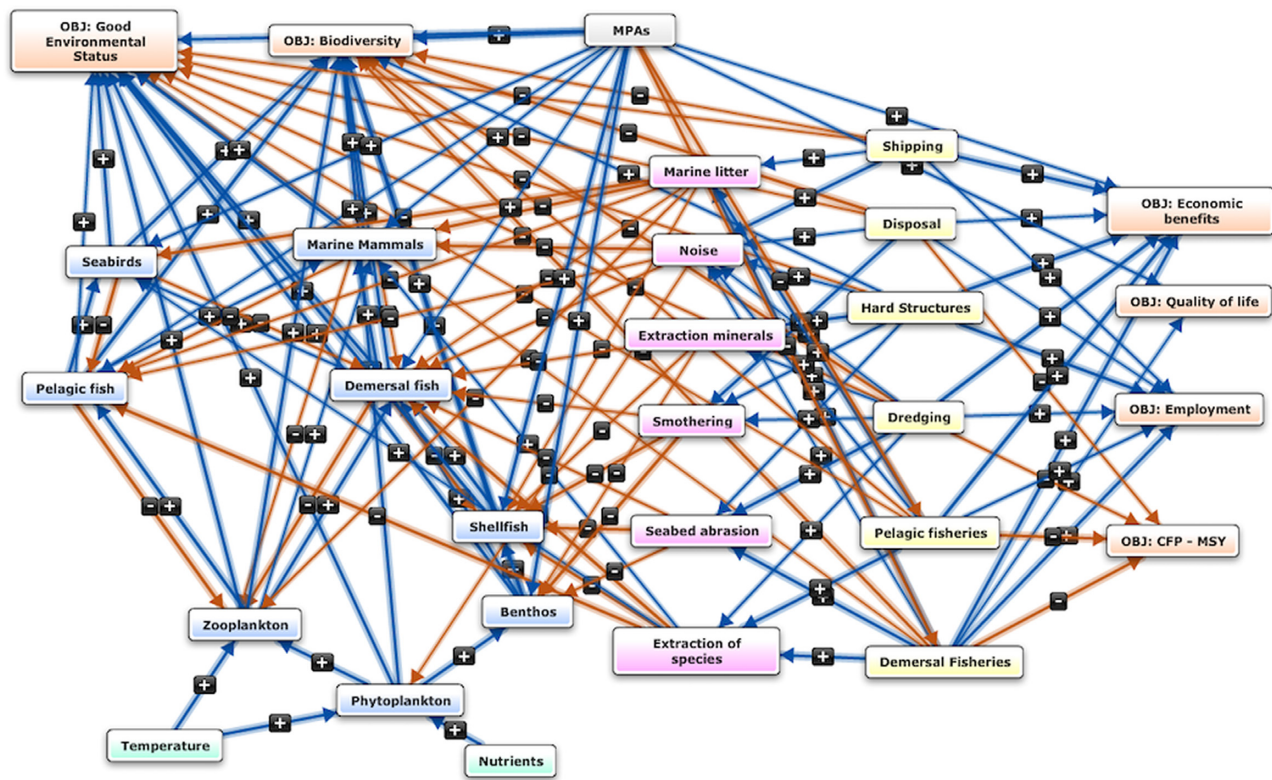 OBJ: Good
Environmental
Status
OBJ: Biodiversity
MPAs
Shipping
Marine litter
OBJ: Economic
benefits
Disposal
Marine Mammals
Noise
Seabirds
OBJ: Quality of life
Hard Structures
Extraction minerals
Pelagic fish
Demersal fish
OBJ: Employment
Smothering
Dredging
Shellfish
Seabed abrasion
Pelagic fisheries
OBJ: CFP - MSY
Benthos
Zooplankton
Extraction of
species
Demersal Fisheries
Phytoplankton
Temperature
Nutrients